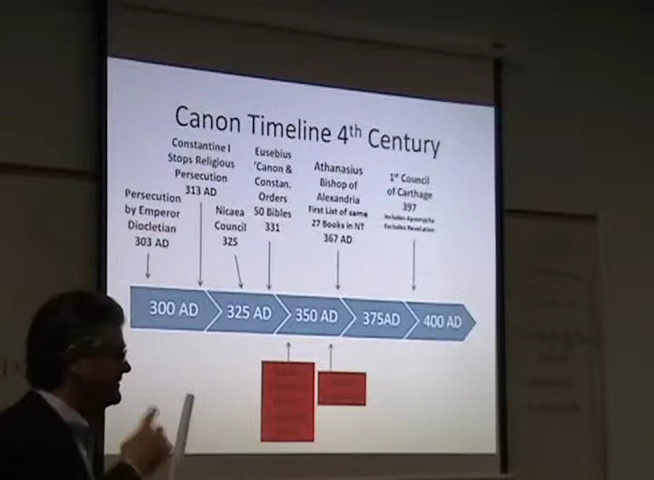 Canon Timeline 4th Century
Persecution
by Emperor
Diocletian
303 AD
Constantine I
Stops Religious
Persecution
313 AD
Nicaea
Council
325
Eusebius
'Canon &
Constan.
Orders
50 Bibles
331
Athanasius
Bishop of
Alexandria
First List of same
27 Books in NT
367 AD
1st Council
of Carthage
397
Includes Apocrypha
Excludes Revelation
300 AD
325 AD
350 AD
375AD
400 AD